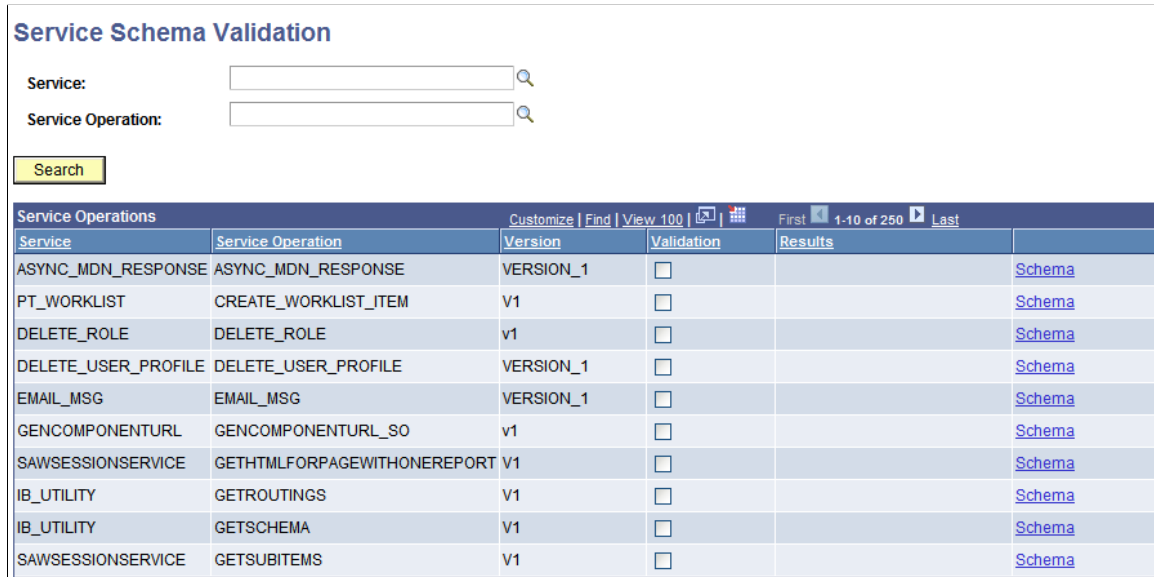 Service Schema Validation
Service:
Service Operation:
Search
Service Operations Customize | Find | View 100 | | First 1-10 of 250 Last
Service Service Operation Version Validation Results
ASYNC_MDN_RESPONSE ASYNC_MDN_RESPONSE VERSION_1 Schema
PT_WORKLIST CREATE_WORKLIST_ITEM V1 Schema
DELETE_ROLE DELETE_ROLE v1 Schema
DELETE_USER_PROFILE DELETE_USER_PROFILE VERSION_1 Schema
EMAIL_MSG EMAIL_MSG VERSION_1 Schema
GENCOMPONENTURL GENCOMPONENTURL_SO v1 Schema
SAWSESSIONSERVICE GETHTMLFORPAGEWITHONEREPORT V1 Schema
IB_UTILITY GETROUTINGS V1 Schema
IB_UTILITY GETSCHEMA V1 Schema
SAWSESSIONSERVICE GETSUBITEMS V1 Schema